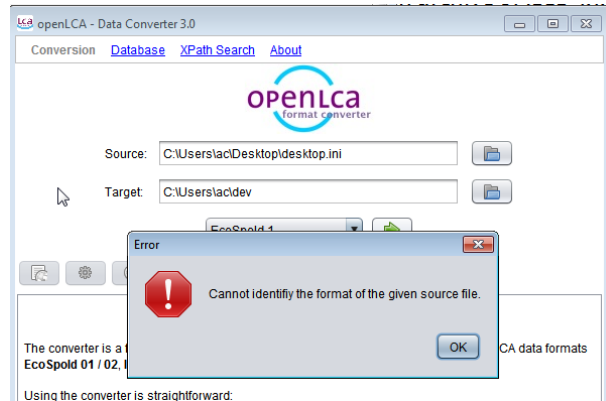 openLCA - Data Converter 3.0
Conversion Database XPath Search About
openLCa
format converter
Source: C:\Users\ac\Desktop\desktop.ini
Target: C:\Users\ac\dev
EcoSpold 1
Error
Cannot identifiy the format of the given source file.
OK
The converter is a CA data formats
EcoSpold 01 / 02,
Using the converter is straightforward: